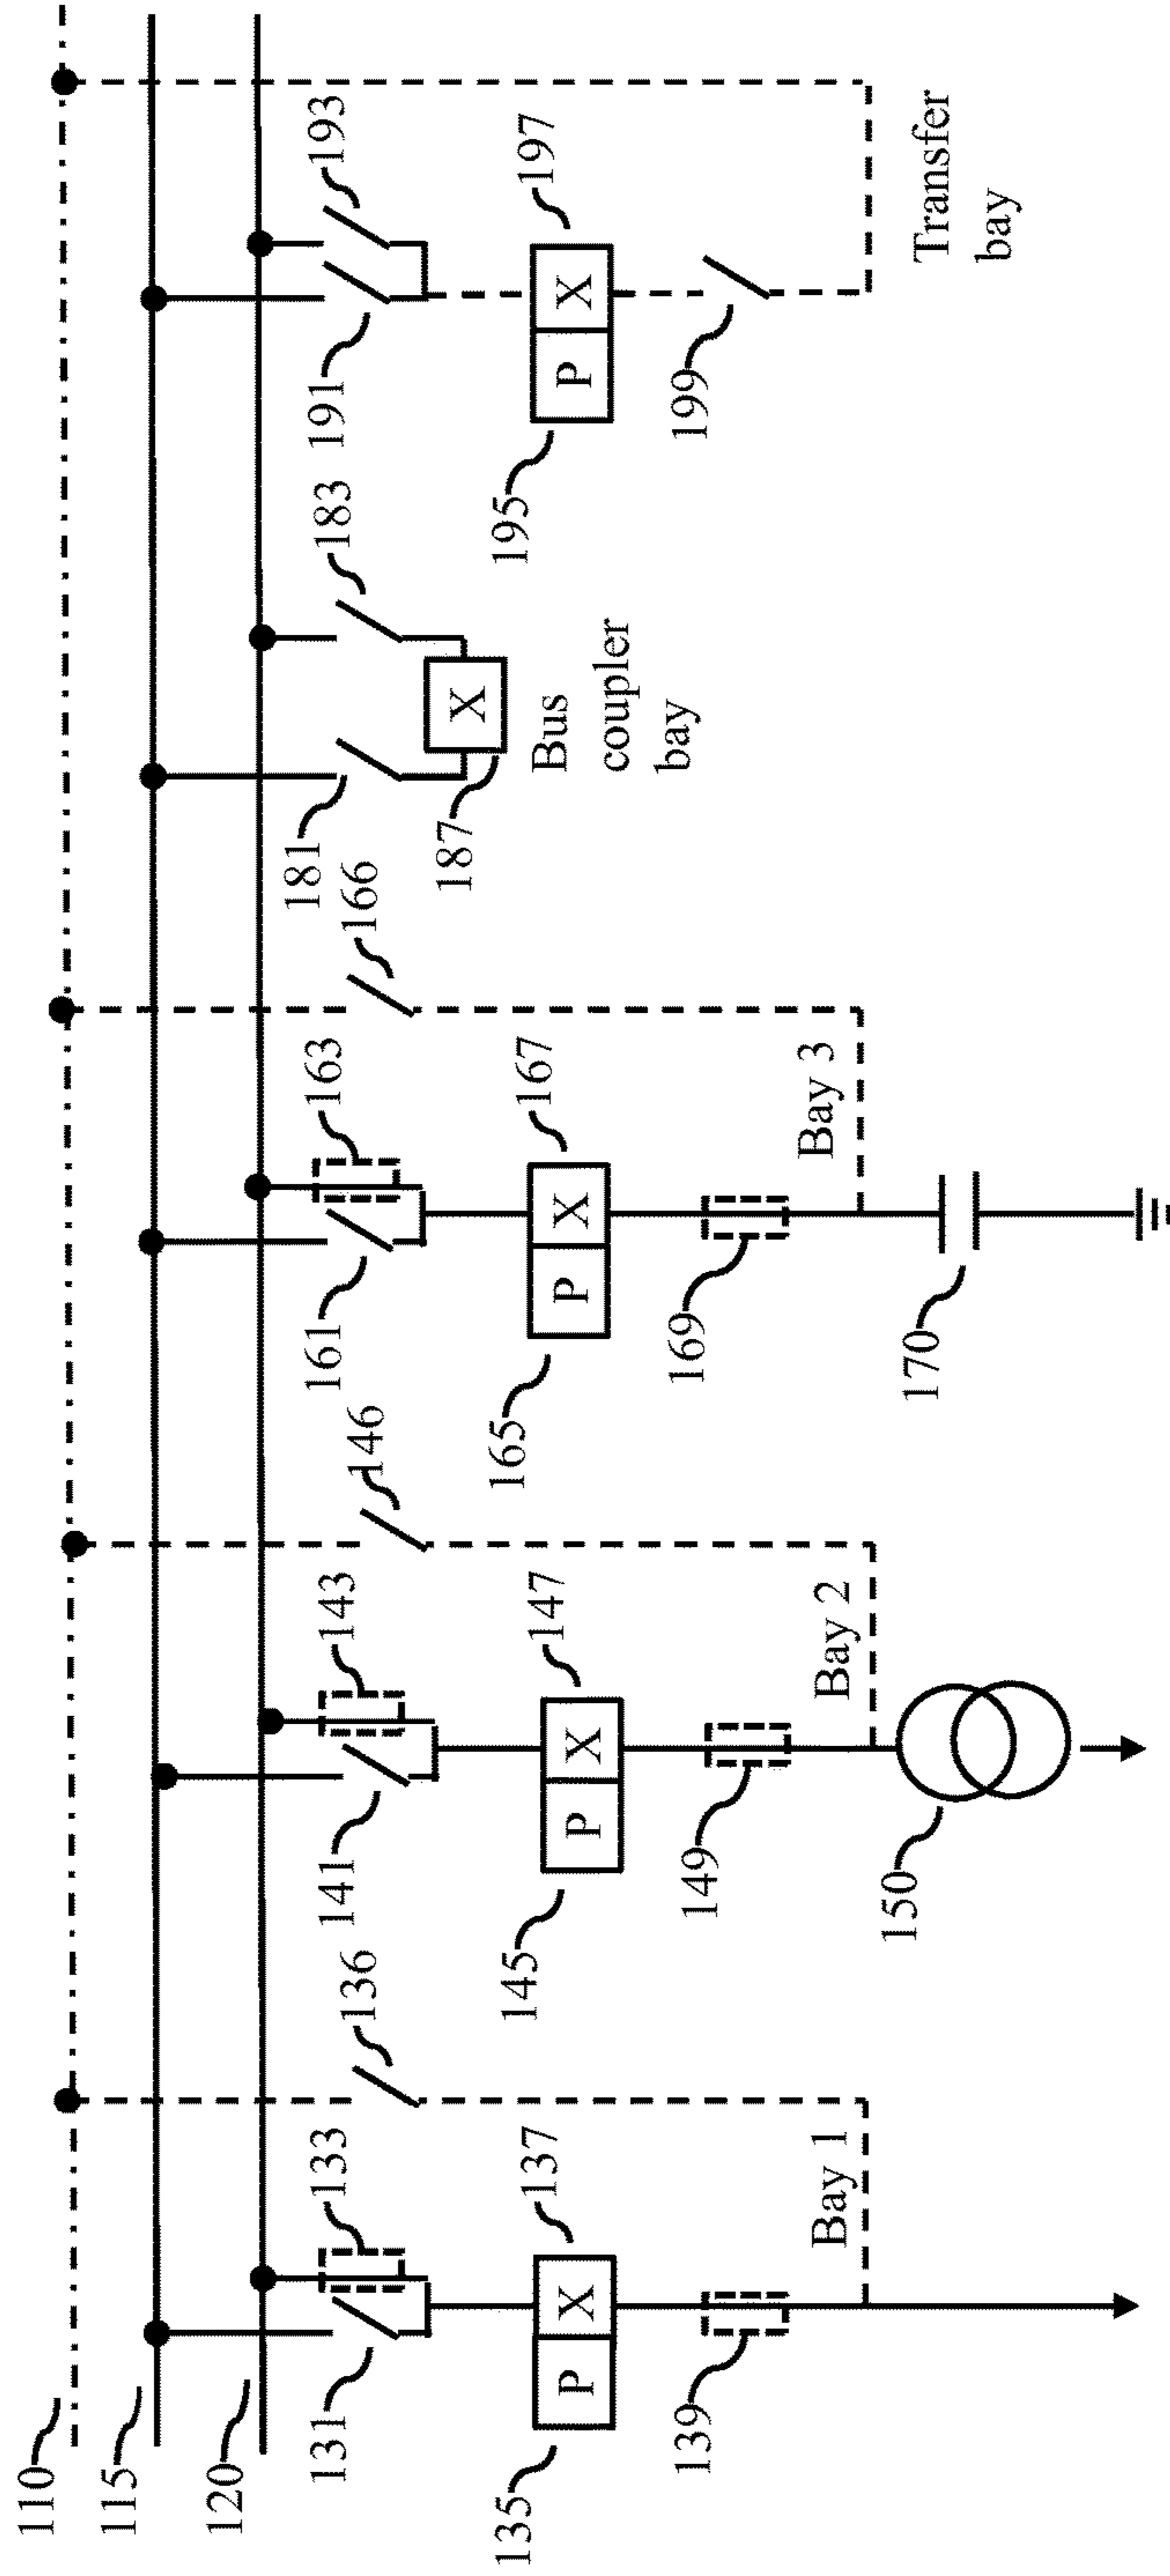 110
115
120
131
133
136
135
P
X
137
139
Bay 1
141
143
146
145
P
X
147
149
Bay 2
150
161
163
166
165
P
X
167
169
Bay 3
170
181
183
187
X
Bus
coupler
bay
191
193
195
P
X
197
199
Transfer
bay